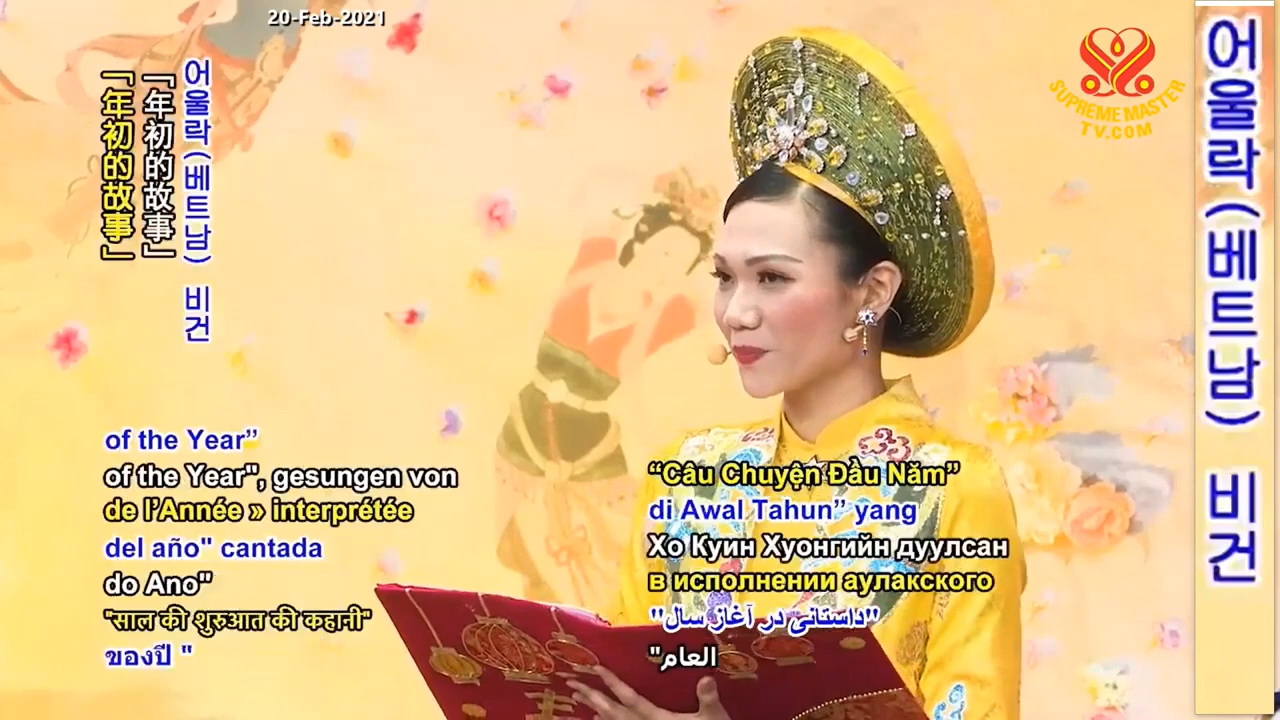 20-Feb-2021
SUPREME MASTER
TV.COM
어울락(베트남) 비건
어울락(베트남) 비건
「年初的故事」
「年初的故事」
of the Year”
of the Year", gesungen von
de l’Année » interprétée
del año" cantada
do Ano"
"साल की शुरुआत की कहानी"
ของปี "
“Câu Chuyện Đầu Năm”
di Awal Tahun” yang
Хо Куин Хуонгийн дуулсан
в исполнении аулакского
"داستانی در آغاز سال"
العام"